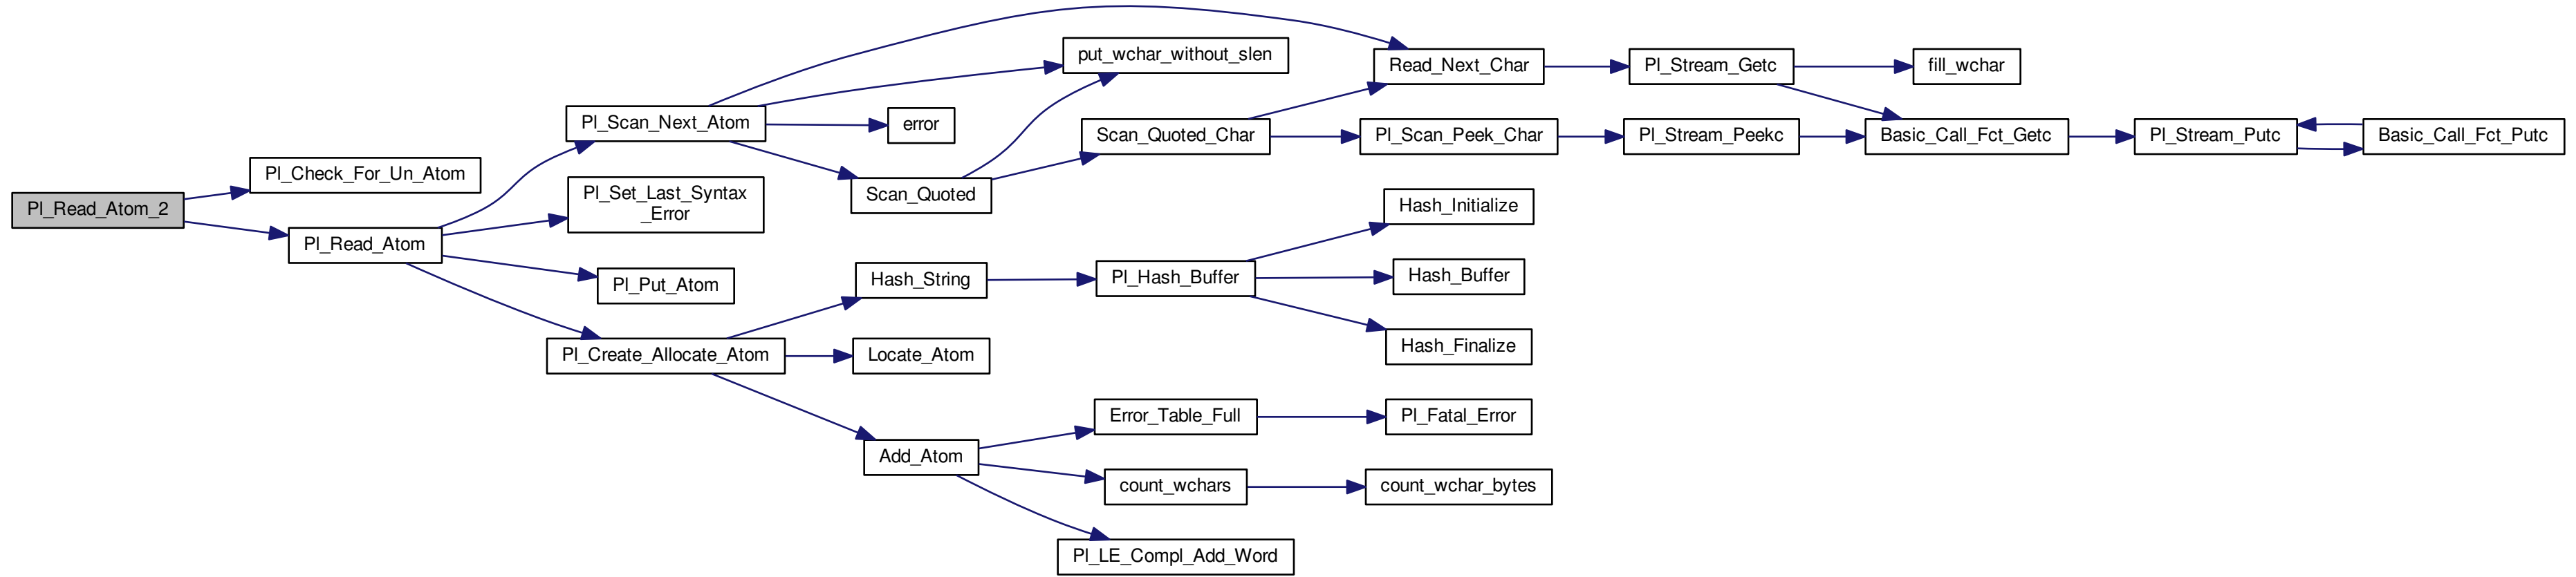 Pl_Read_Atom_2
Pl_Check_For_Un_Atom
Pl_Read_Atom
Pl_Scan_Next_Atom
Pl_Set_Last_Syntax
_Error
Pl_Put_Atom
Pl_Create_Allocate_Atom
put_wchar_without_slen
error
Scan_Quoted
Hash_String
Locate_Atom
Add_Atom
Scan_Quoted_Char
Pl_Hash_Buffer
Error_Table_Full
count_wchars
Pl_LE_Compl_Add_Word
Read_Next_Char
Pl_Scan_Peek_Char
Hash_Initialize
Hash_Buffer
Hash_Finalize
Pl_Fatal_Error
count_wchar_bytes
Pl_Stream_Getc
Pl_Stream_Peekc
fill_wchar
Basic_Call_Fct_Getc
Pl_Stream_Putc
Basic_Call_Fct_Putc